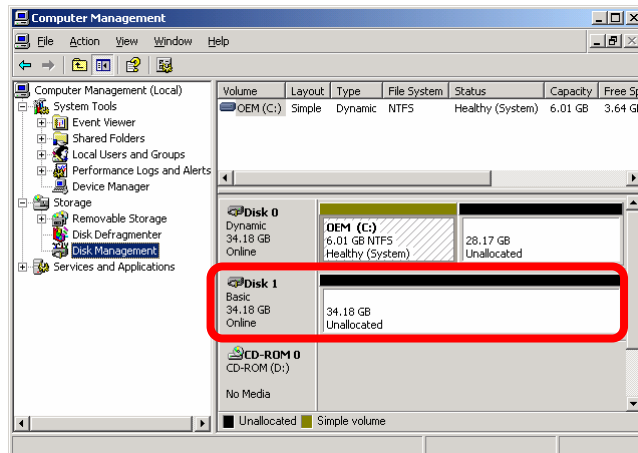 Computer Management
File Action View Window Help
Computer Management (Local)
System Tools
Event Viewer
Shared Folders
Local Users and Groups
Performance Logs and Alerts
Device Manager
Storage
Removable Storage
Disk Defragmenter
Disk Management
Services and Applications
Volume Layout Type File System Status Capacity Free Sp
OEM (C:) Simple Dynamic NTFS Healthy (System) 6.01 GB 3.64 G
Disk 0
Dynamic
34.18 GB
Online
OEM (C:)
6.01 GB NTFS
Healthy (System)
28.17 GB
Unallocated
Disk 1
Basic
34.18 GB
Online
34.18 GB
Unallocated
CD-ROM 0
CD-ROM (D:)
No Media
Unallocated Simple volume